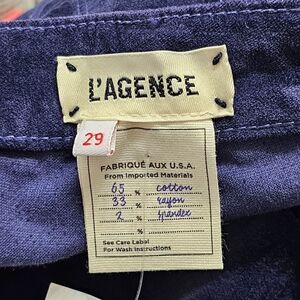 L'AGENCE
29
FABRIQUÉ AUX U.S.A.
From Imported Materials
65 % cotton
33 % rayon
2 % spandex
%
%
See Care Label
For Wash Instructions